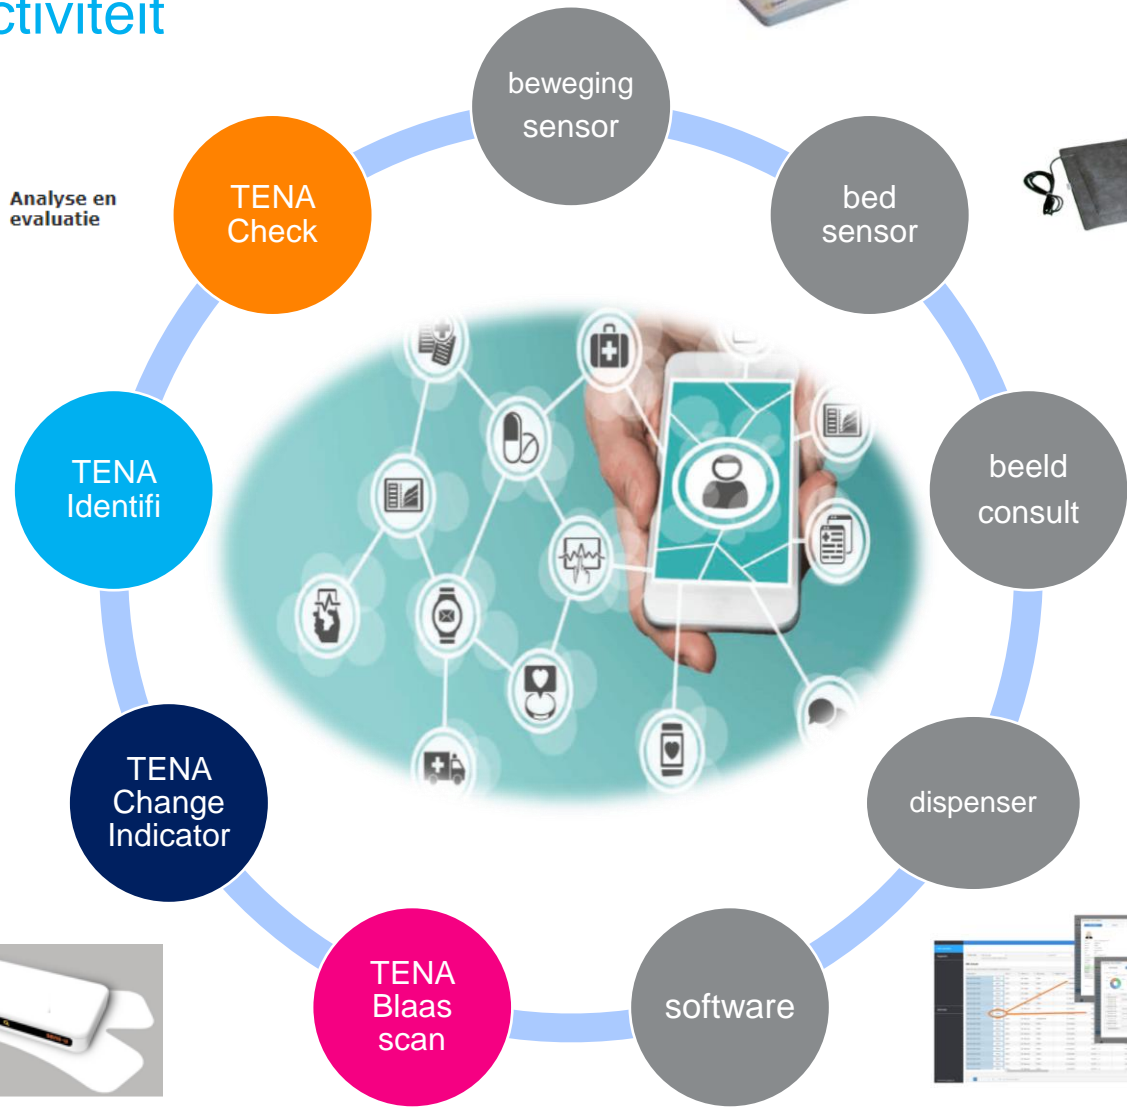 ctiviteit
beweging
sensor
TENA
Check
bed
sensor
Analyse en
evaluatie
TENA
Identifi
beeld
consult
TENA
Change
Indicator
dispenser
TENA
Blaas
scan
software